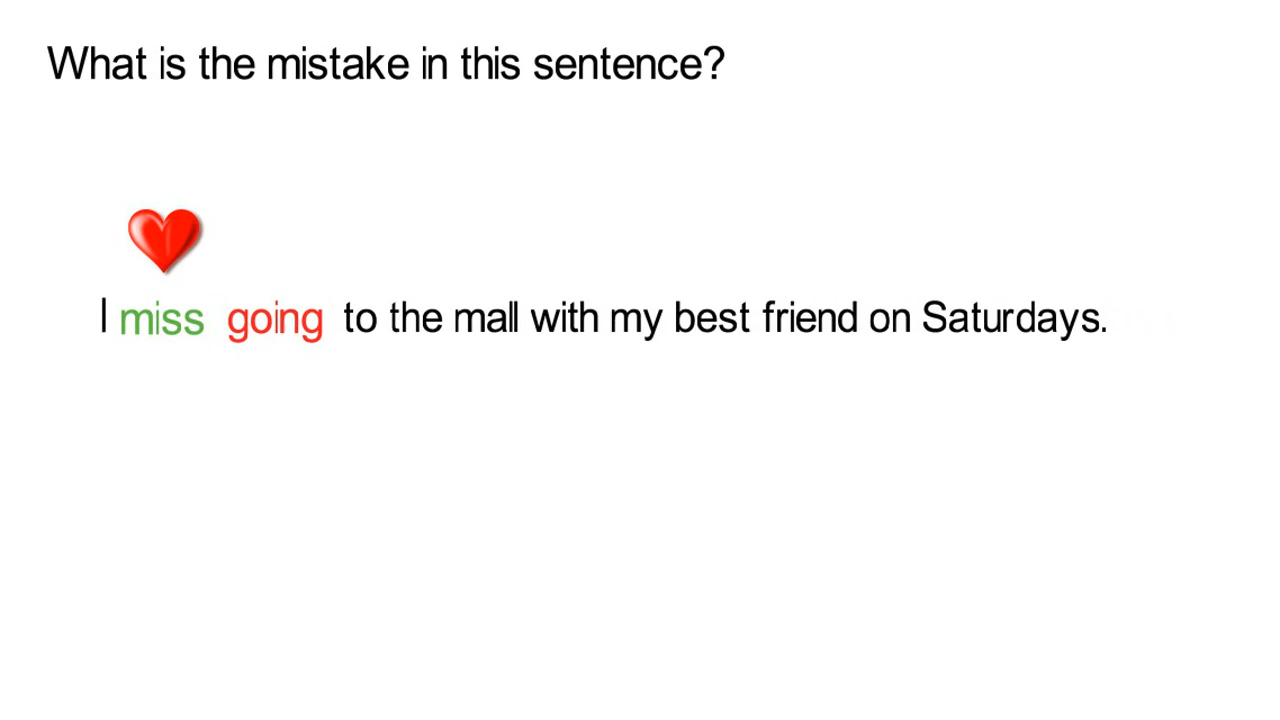 What is the mistake in this sentence?
I miss going to the mall with my best friend on Saturdays.